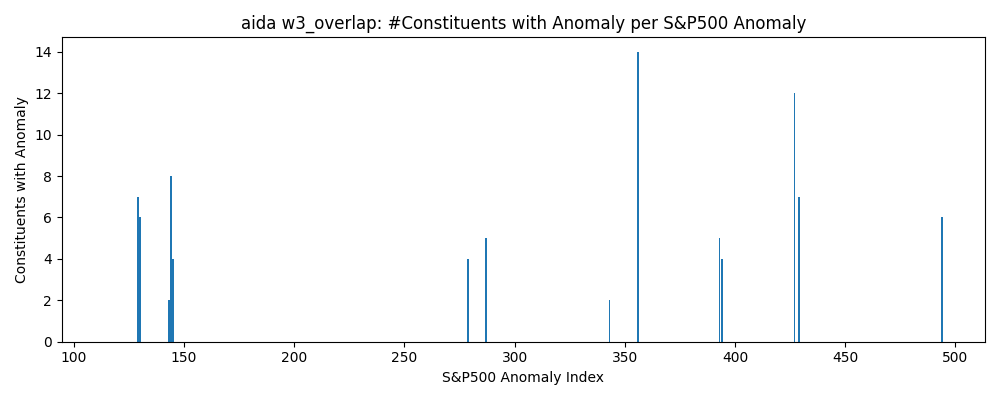 aida w3_overlap: #Constituents with Anomaly per S&P500 Anomaly
14
12
10
8
6
4
2
0
Constituents with Anomaly
100 150 200 250 300 350 400 450 500
S&P500 Anomaly Index